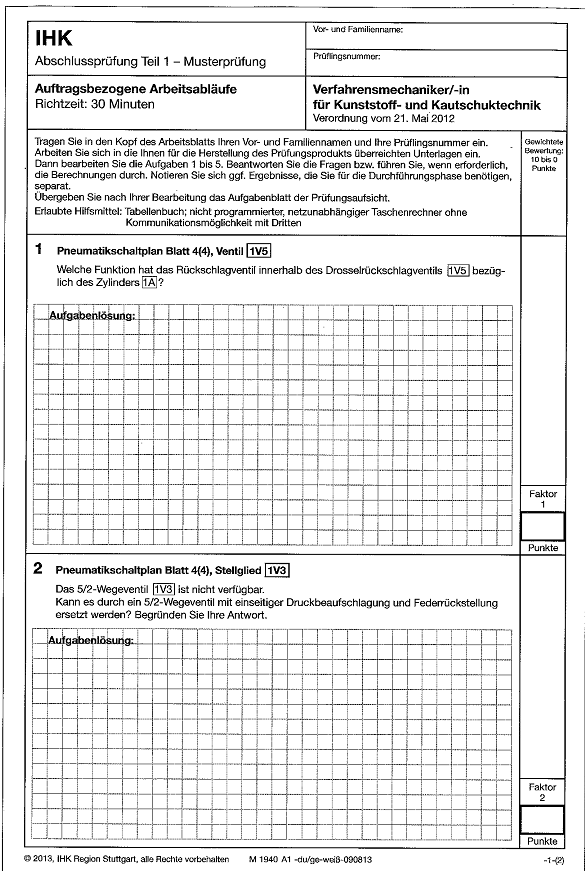 IHK
Abschlussprüfung Teil 1 – Musterprüfung
Vor- und Familienname:
Prüflingsnummer:
Auftragsbezogene Arbeitsabläufe
Richtzeit: 30 Minuten
Verfahrensmechaniker/-in
für Kunststoff- und Kautschuktechnik
Verordnung vom 21. Mai 2012
Tragen Sie in den Kopf des Arbeitsblatts Ihren Vor- und Familiennamen und Ihre Prüflingsnummer ein.
Arbeiten Sie sich in die Ihnen für die Herstellung des Prüfungsprodukts überreichten Unterlagen ein.
Dann bearbeiten Sie die Aufgaben 1 bis 5. Beantworten Sie die Fragen bzw. führen Sie, wenn erforderlich,
die Berechnungen durch. Notieren Sie sich ggf. Ergebnisse, die Sie für die Durchführungsphase benötigen,
separat.
Übergeben Sie nach Ihrer Bearbeitung das Aufgabenblatt der Prüfungsaufsicht.
Erlaubte Hilfsmittel: Tabellenbuch; nicht programmierter, netzunabhängiger Taschenrechner ohne
Kommunikationsmöglichkeit mit Dritten
Gewichtete
Bewertung:
10 bis 0
Punkte
1 Pneumatikschaltplan Blatt 4(4), Ventil 1V5
Welche Funktion hat das Rückschlagventil innerhalb des Drosselrückschlagventils 1V5 bezüg-
lich des Zylinders 1A?
Aufgabenlösung:
Faktor
1
Punkte
2 Pneumatikschaltplan Blatt 4(4), Stellglied 1V3
Das 5/2-Wegeventil 1V3 ist nicht verfügbar.
Kann es durch ein 5/2-Wegeventil mit einseitiger Druckbeaufschlagung und Federrückstellung
ersetzt werden? Begründen Sie Ihre Antwort.
Aufgabenlösung:
Faktor
2
Punkte
© 2013, IHK Region Stuttgart, alle Rechte vorbehalten M 1940 A1 -du/ge-weiß-090813 -1-(2)